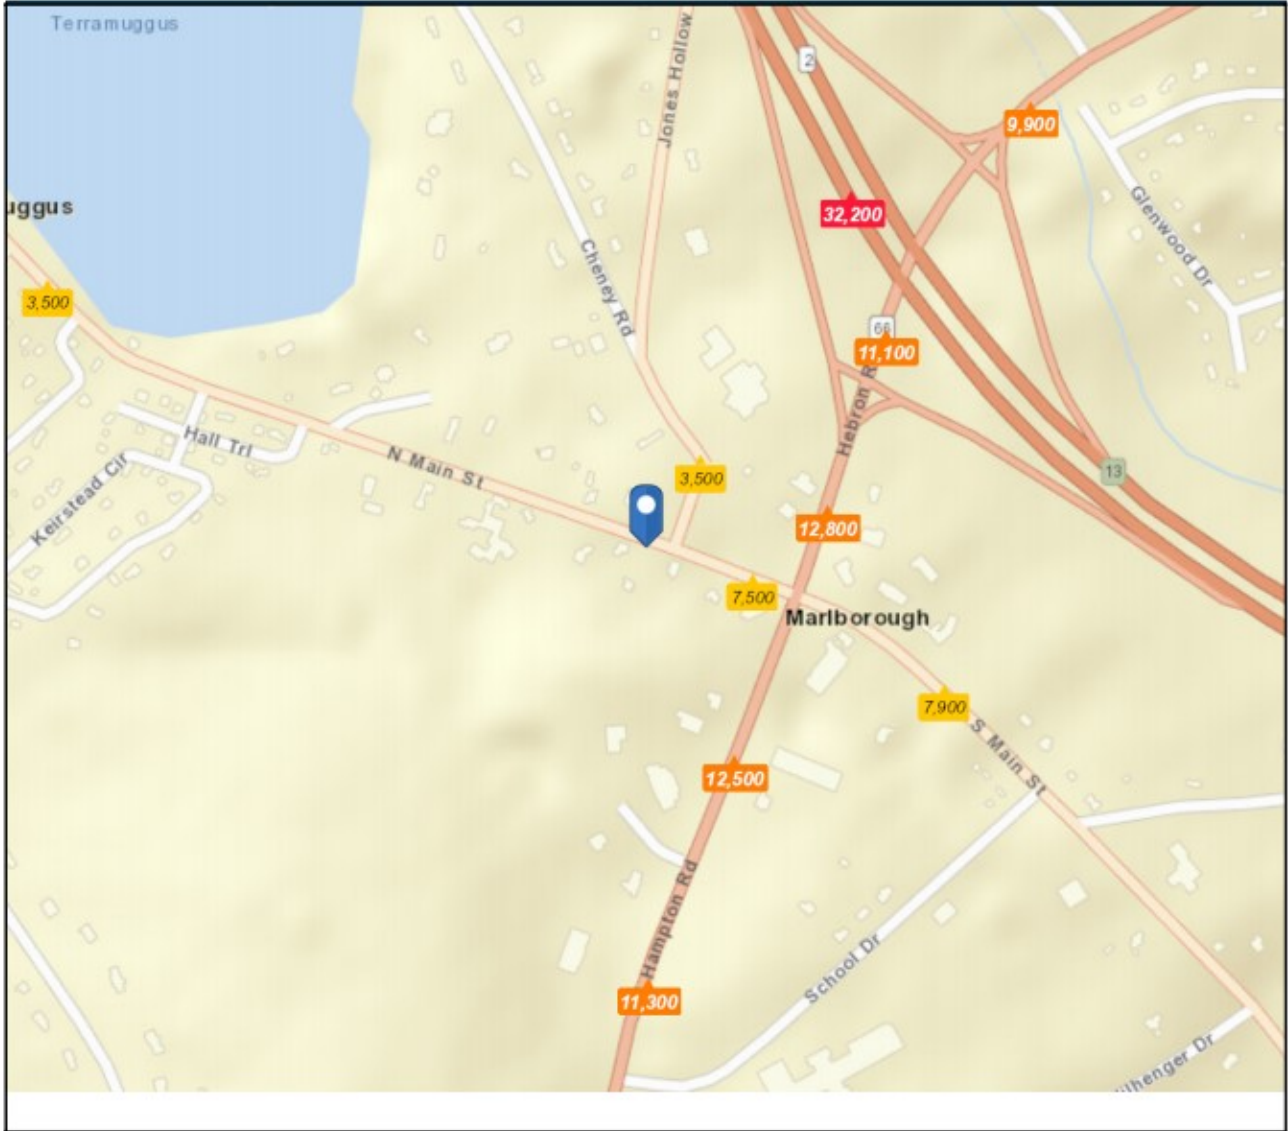 Terramuggus
Jones Hollow
2
9,900
uggus
32,200
Glenwood Dr
Cheney Rd
3,500
66
11,100
Hebron R
Hall Trl
N Main St
Keirstead Cir
3,500
13
12,800
7,500
Marlborough
7,900
S Main St
12,500
Hampton Rd
School Dr
11,300
ilhenger Dr